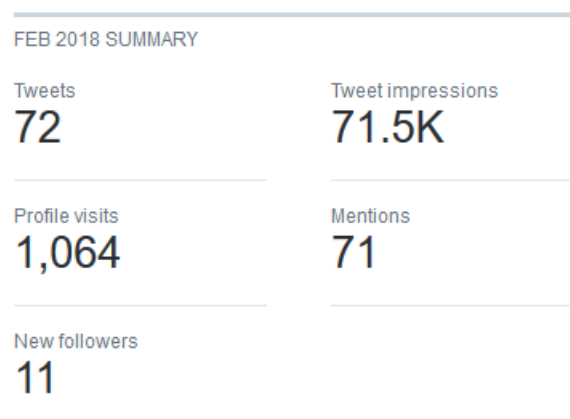 FEB 2018 SUMMARY
Tweets
72
Tweet impressions
71.5K
Profile visits
1,064
Mentions
71
New followers
11